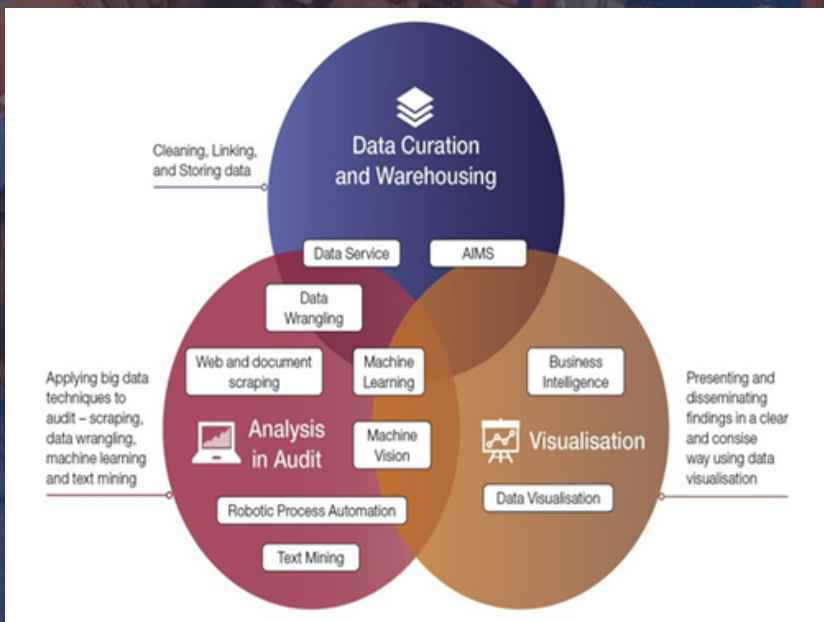 Data Curation
and Warehousing
Cleaning, Linking,
and Storing data
Data Service
AIMS
Data
Wrangling
Web and document
scraping
Machine
Learning
Business
Intelligence
Applying big data
techniques to
audit – scraping,
data wrangling,
machine learning
and text mining
Analysis
in Audit
Machine
Vision
Visualisation
Presenting and
disseminating
findings in a clear
and consise
way using data
visualisation
Data Visualisation
Robotic Process Automation
Text Mining